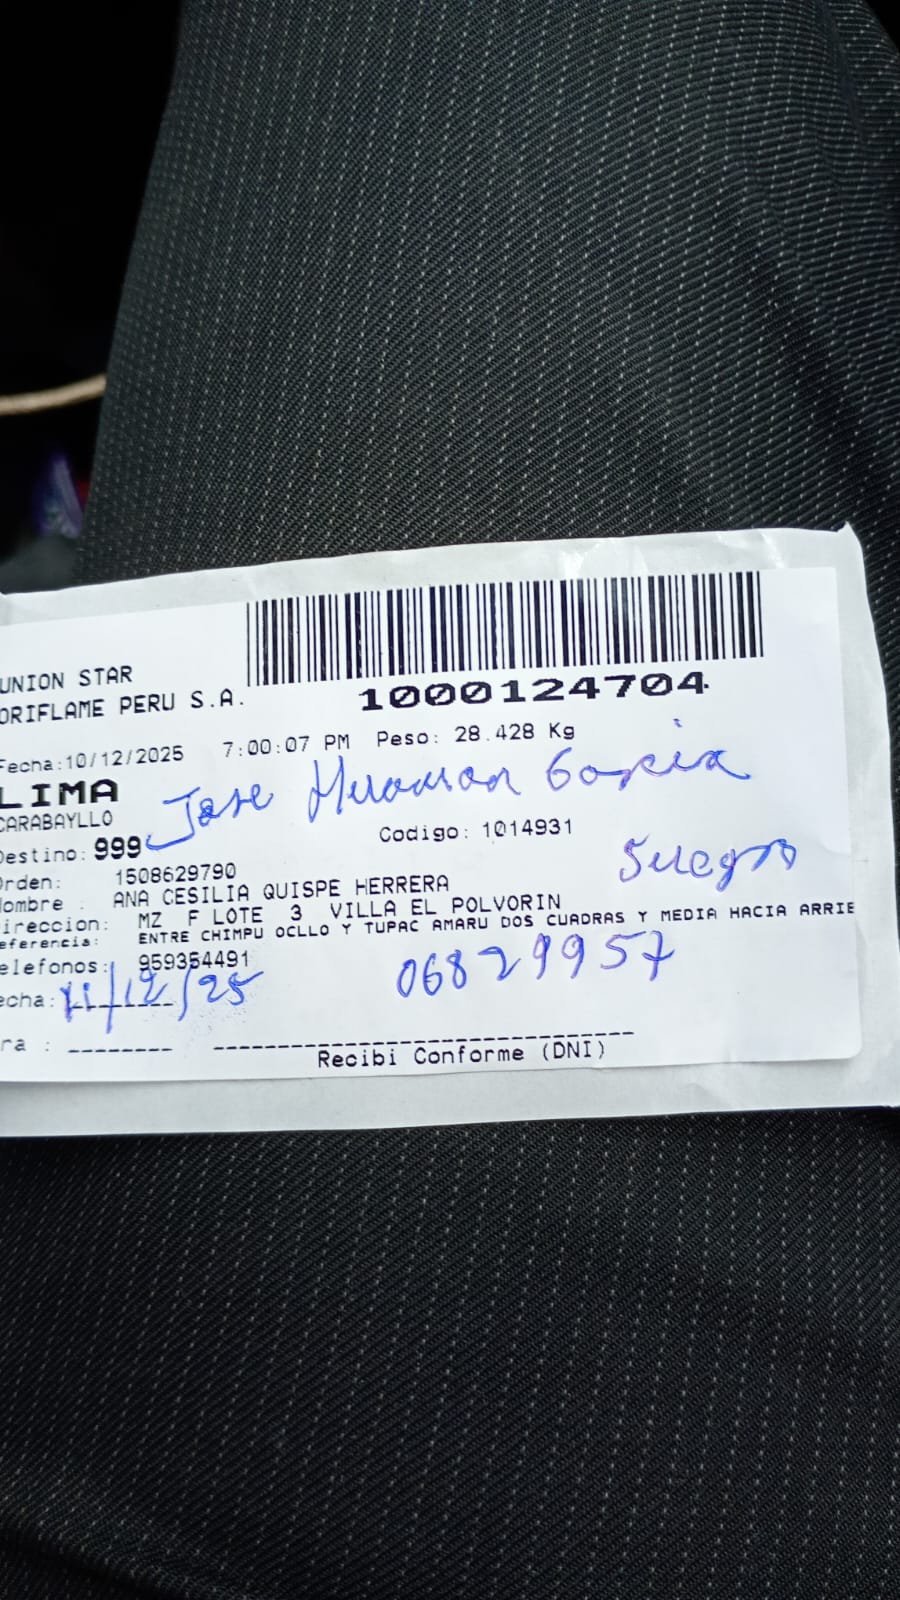 UNION STAR
ORIFLAME PERU S.A.
1000124704
Fecha:10/12/2025 7:00:07 PM Peso: 28.428 Kg
LIMA
CARABAYLLO
Jose Huaman Garcia
Destino: 999
Codigo: 1014931
Suegro
Orden: 1508629790
Nombre : ANA CESILIA QUISPE HERRERA
Direccion: MZ F LOTE 3 VILLA EL POLVORIN
eferencia: ENTRE CHIMPU OCLLO Y TUPAC AMARU DOS CUADRAS Y MEDIA HACIA ARRIE
elefonos: 959354491
06829957
echa: 11/12/25
ra :
Recibi Conforme (DNI)